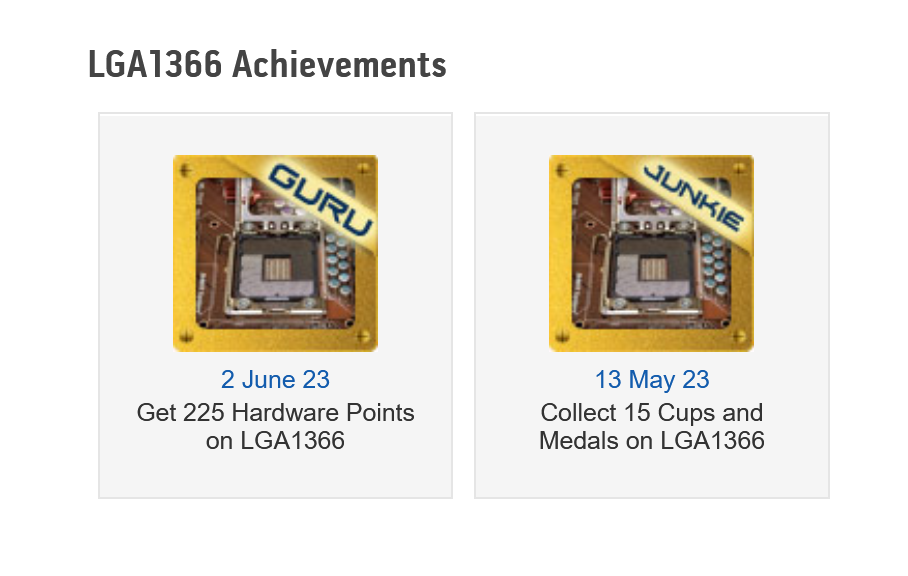 LGA1366 Achievements
GURU
2 June 23
Get 225 Hardware Points
on LGA1366
JUNKIE
13 May 23
Collect 15 Cups and
Medals on LGA1366